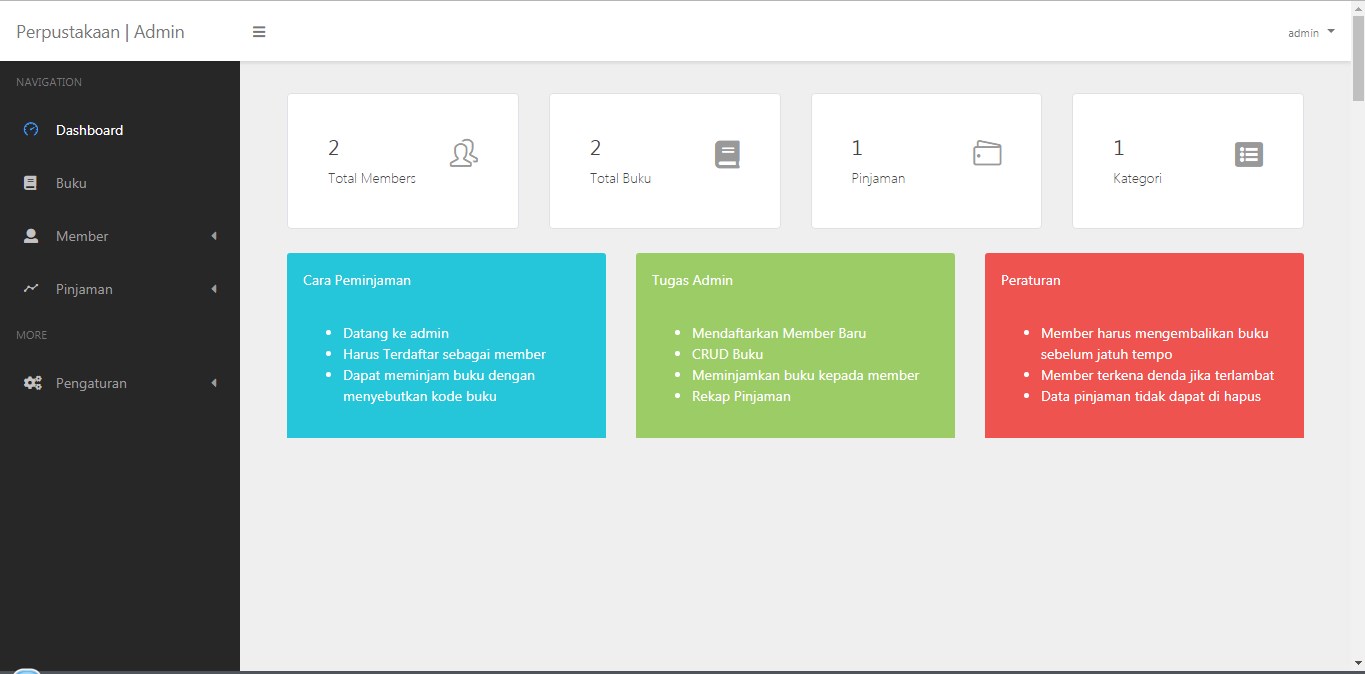 Perpustakaan | Admin
admin
NAVIGATION
Dashboard
Buku
Member
Pinjaman
MORE
Pengaturan
2
Total Members
2
Total Buku
1
Pinjaman
1
Kategori
Cara Peminjaman
Datang ke admin
Harus Terdaftar sebagai member
Dapat meminjam buku dengan
menyebutkan kode buku
Tugas Admin
Mendaftarkan Member Baru
CRUD Buku
Meminjamkan buku kepada member
Rekap Pinjaman
Peraturan
Member harus mengembalikan buku
sebelum jatuh tempo
Member terkena denda jika terlambat
Data pinjaman tidak dapat di hapus